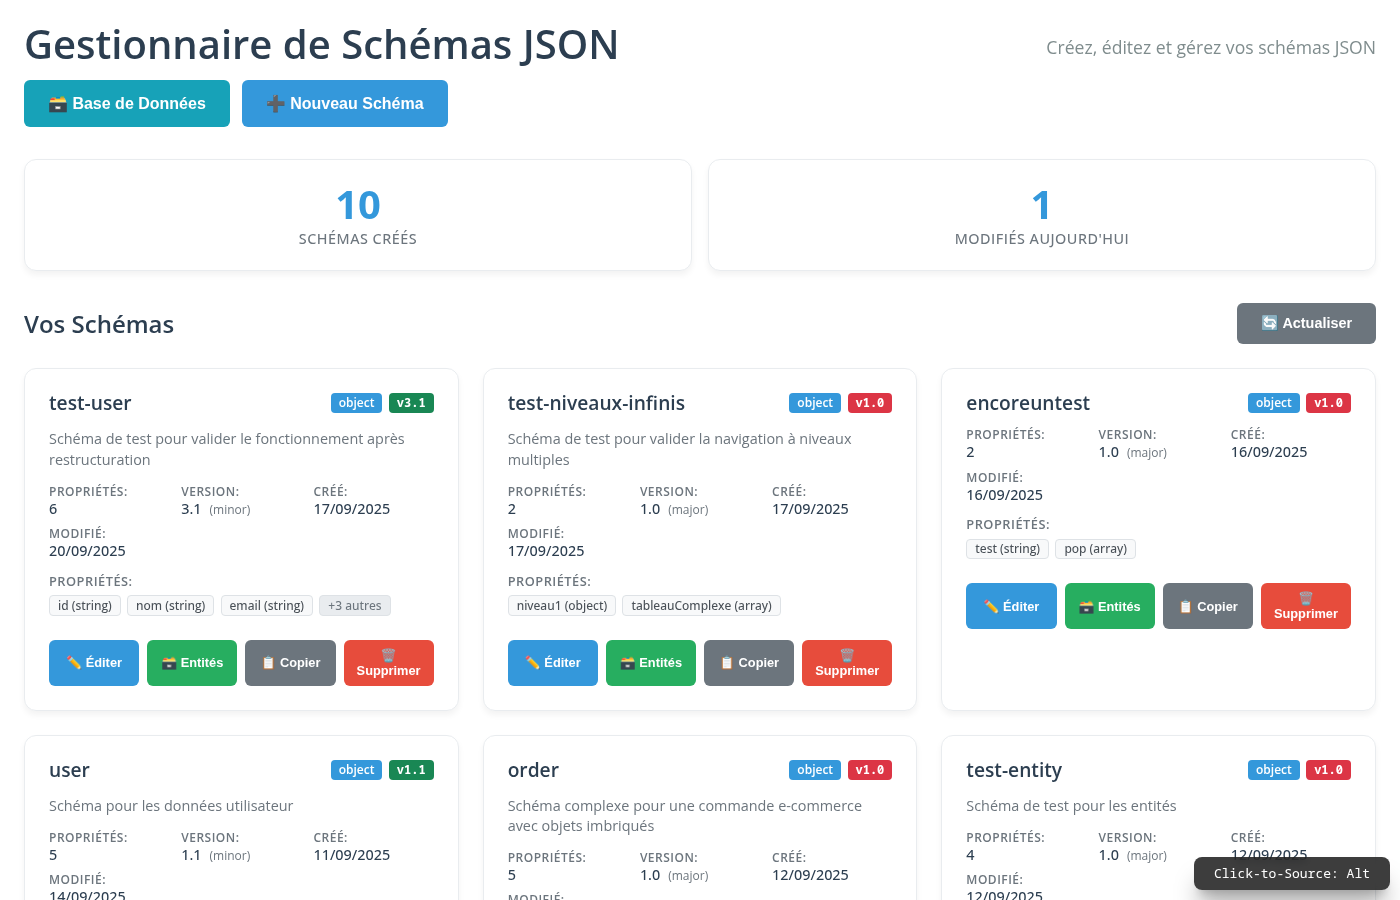 Gestionnaire de Schémas JSON
Créez, éditez et gérez vos schémas JSON
Base de Données
Nouveau Schéma
10
SCHÉMAS CRÉÉS
1
MODIFIÉS AUJOURD'HUI
Vos Schémas
Actualiser
test-user
object v3.1
Schéma de test pour valider le fonctionnement après
restructuration
PROPRIÉTÉS: VERSION: CRÉÉ:
6 3.1 (minor) 17/09/2025
MODIFIÉ:
20/09/2025
PROPRIÉTÉS:
id (string) nom (string) email (string) +3 autres
Éditer Entités Copier Supprimer
test-niveaux-infinis
object v1.0
Schéma de test pour valider la navigation à niveaux
multiples
PROPRIÉTÉS: VERSION: CRÉÉ:
2 1.0 (major) 17/09/2025
MODIFIÉ:
17/09/2025
PROPRIÉTÉS:
niveau1 (object) tableauComplexe (array)
Éditer Entités Copier Supprimer
encoreuntest
object v1.0
PROPRIÉTÉS: VERSION: CRÉÉ:
2 1.0 (major) 16/09/2025
MODIFIÉ:
16/09/2025
PROPRIÉTÉS:
test (string) pop (array)
Éditer Entités Copier Supprimer
user
object v1.1
Schéma pour les données utilisateur
PROPRIÉTÉS: VERSION: CRÉÉ:
5 1.1 (minor) 11/09/2025
MODIFIÉ:
14/09/2025
order
object v1.0
Schéma complexe pour une commande e-commerce
avec objets imbriqués
PROPRIÉTÉS: VERSION: CRÉÉ:
5 1.0 (major) 12/09/2025
MODIFIÉ:
test-entity
object v1.0
Schéma de test pour les entités
PROPRIÉTÉS: VERSION: CRÉÉ:
4 1.0 (major) 12/09/2025
MODIFIÉ:
12/09/2025
Click-to-Source: Alt